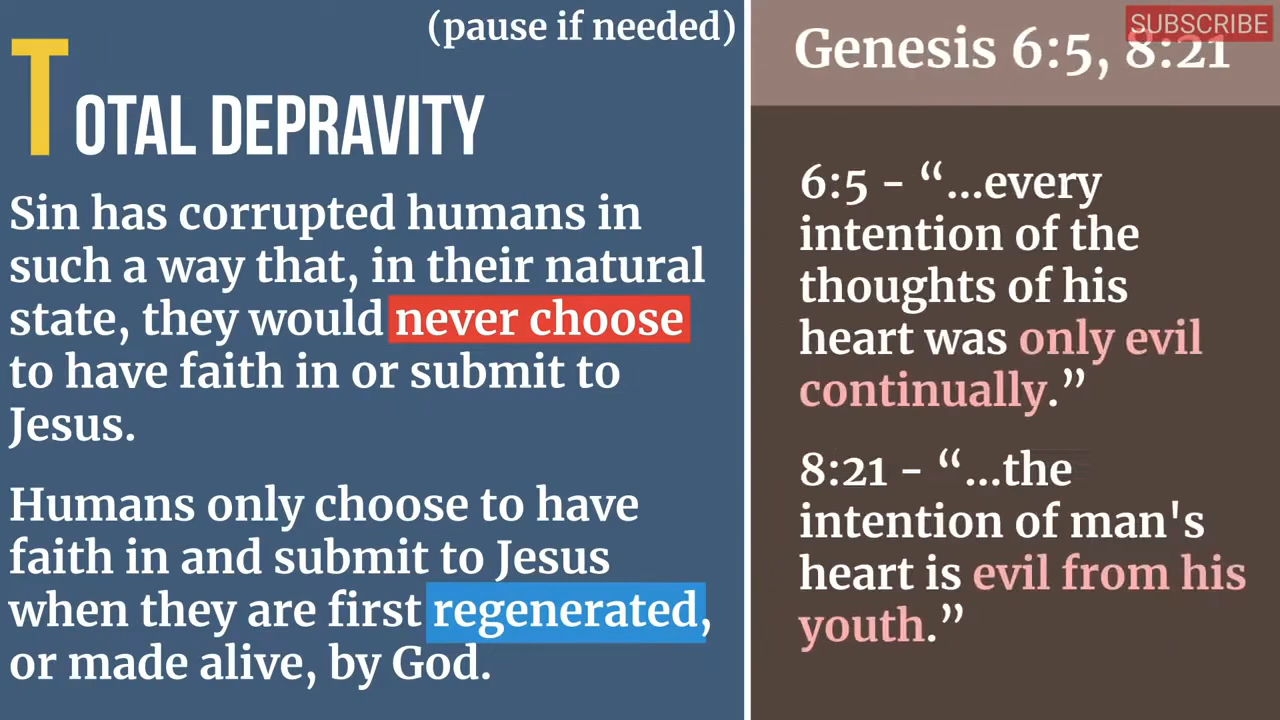 (pause if needed)
TOTAL DEPRAVITY
Sin has corrupted humans in
such a way that, in their natural
state, they would never choose
to have faith in or submit to
Jesus.
Humans only choose to have
faith in and submit to Jesus
when they are first regenerated,
or made alive, by God.
SUBSCRIBE
Genesis 6:5, 8:21
6:5 - “...every
intention of the
thoughts of his
heart was only evil
continually.”
8:21 - “...the
intention of man's
heart is evil from his
youth.”